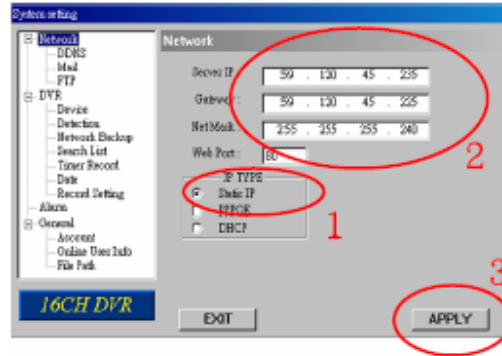 System setting
Network
DDNS
Mail
FTP
DVR
Device
Detection
Network Backup
Search List
Timer Record
Date
Record Setting
Alarm
General
Account
Online User Info
File Path
16CH DVR
Network
Server IP : 59 . 120 . 45 . 235
Gateway : 59 . 120 . 45 . 225
Net Mask : 255 . 255 . 255 . 240
Web Port : 80
IP TYPE
Static IP
PPPOE
DHCP
1
2
3
EXIT
APPLY